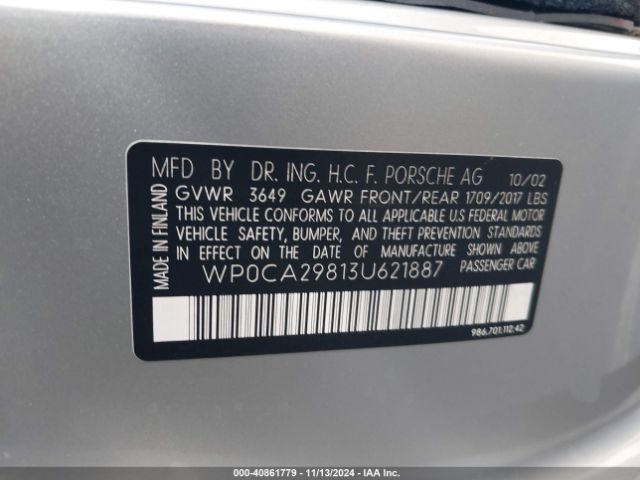 MFD BY DR. ING. H.C. F. PORSCHE AG 10/02
GVWR 3649 GAWR FRONT/REAR 1709/2017 LBS
THIS VEHICLE CONFORMS TO ALL APPLICABLE U.S FEDERAL MOTOR
VEHICLE SAFETY, BUMPER, AND THEFT PREVENTION STANDARDS
IN EFFECT ON THE DATE OF MANUFACTURE SHOWN ABOVE.
WP0CA29813U621887 PASSENGER CAR
MADE IN FINLAND
986.701.112.42
000-40861779 - 11/13/2024 - IAA Inc.